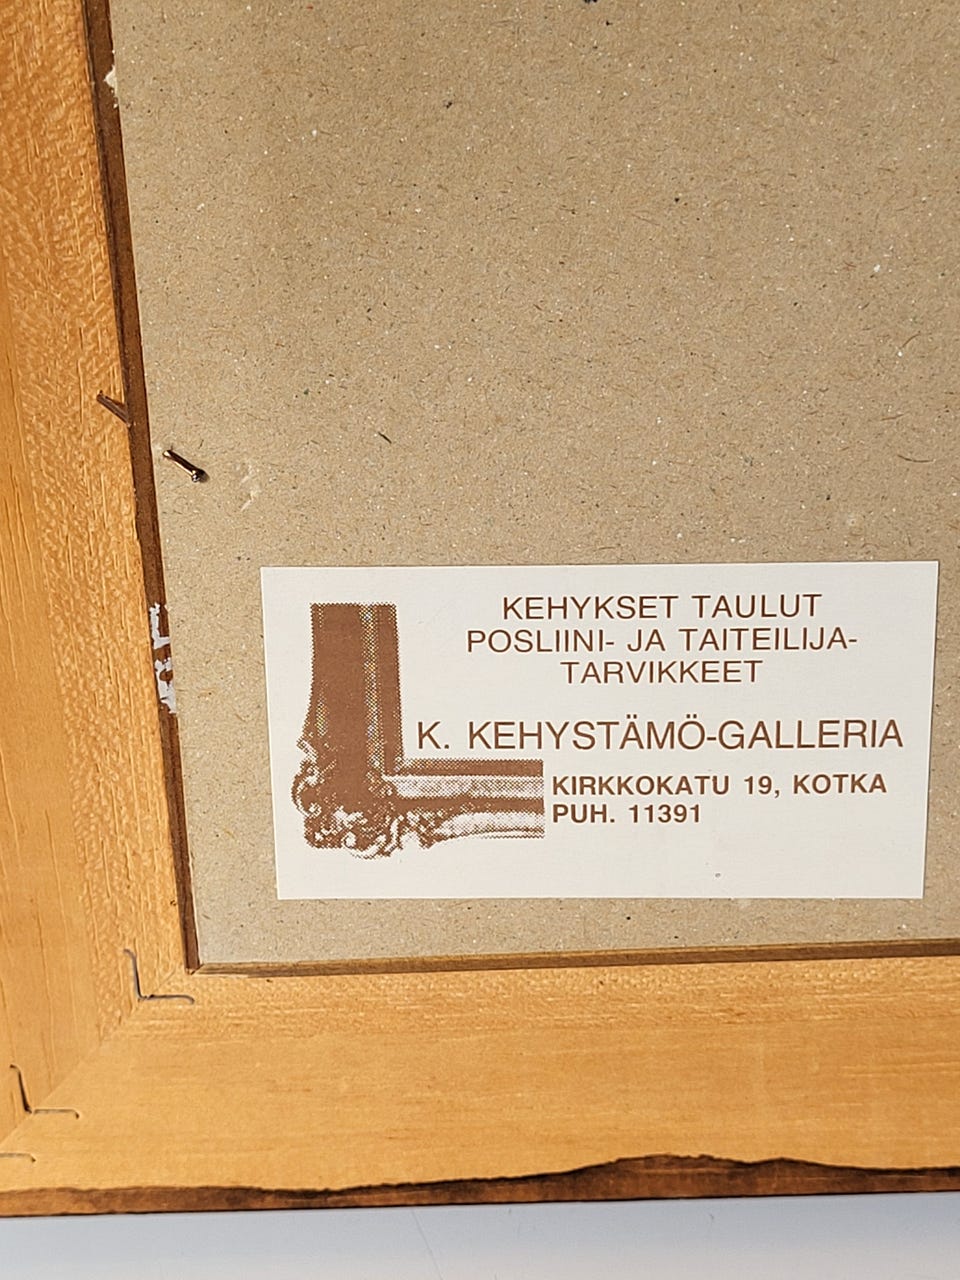 KEHYKSET TAULUT
POSLIINI- JA TAITEILIJA-
TARVIKKEET
K. KEHYSTÄMÖ-GALLERIA
KIRKKOKATU 19, KOTKA
PUH. 11391